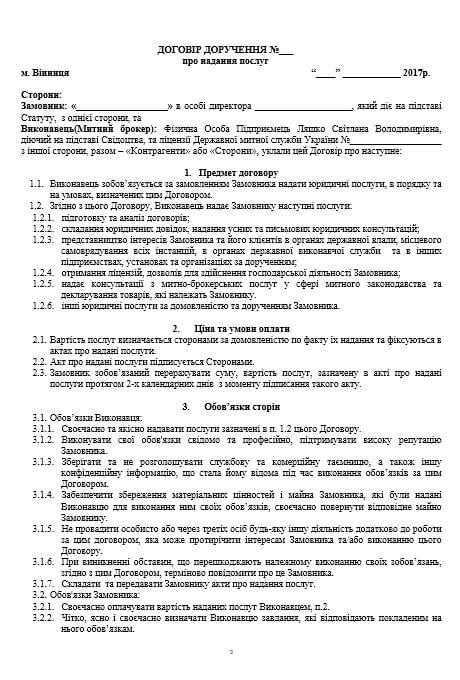 ДОГОВІР ДОРУЧЕННЯ №___
про надання послуг
м. Вінниця “____” ____________ 2017р.
Сторони:
Замовник: «____________________» в особі директора _____________________, який діє на підставі
Статуту, з однієї сторони, та
Виконавець(Митний брокер): Фізична Особа Підприємець Ляшко Світлана Володимирівна,
діючий на підставі Свідоцтва, та ліцензії Державної митної служби України № ____________________
з іншої сторони, разом – «Контрагенти» або «Сторони», уклали цей Договір про наступне:
1. Предмет договору
1.1. Виконавець зобов’язується за замовленням Замовника надати юридичні послуги, в порядку та
на умовах, визначених цим Договором.
1.2. Згідно з цього Договору, Виконавець надає Замовнику наступні послуги:
1.2.1. підготовку та аналіз договорів;
1.2.2. складання юридичних довідок, надання усних та письмових юридичних консультацій;
1.2.3. представництво інтересів Замовника та його клієнтів в органах державної влади, місцевого
самоврядування всіх інстанцій, в органах державної виконавчої служби та в інших
підприємствах, установах та організаціях за дорученням;
1.2.4. отримання ліцензій, дозволів для здійснення господарської діяльності Замовника;
1.2.5. надає консультації з митно-брокерських послуг у сфері митного законодавства та
декларування товарів, які належать Замовнику.
1.2.6. інші юридичні послуги за домовленістю та дорученням Замовника.
2. Ціна та умови оплати
2.1. Вартість послуг визначається сторонами за домовленістю по факту їх надання та фіксуються в
актах про надані послуги.
2.2. Акт про надані послуги підписується Сторонами.
2.3. Замовник зобов’язаний перерахувати суму, вартість послуг, зазначену в акті про надані
послуги протягом 2-х календарних днів з моменту підписання такого акту.
3. Обов’язки сторін
3.1. Обов’язки Виконавця:
3.1.1. Своєчасно та якісно надавати послуги зазначені в п. 1.2 цього Договору.
3.1.2. Виконувати свої обов'язки свідомо та професійно, підтримувати високу репутацію
Замовника.
3.1.3. Зберігати та не розголошувати службову та комерційну таємницю, а також іншу
конфіденційну інформацію, що стала йому відома під час виконання обов’язків за цим
Договором.
3.1.4. Забезпечити збереження матеріальних цінностей і майна Замовника, які були надані
Виконавцю для виконання ним своїх обов’язків, своєчасно повернути відповідне майно
Замовнику.
3.1.5. Не провадити особисто або через третіх осіб будь-яку іншу діяльність додатково до роботи
за цим договором, яка може протирічити інтересам Замовника та/або виконанню цього
Договору.
3.1.6. При виникненні обставин, що перешкоджають належному виконанню своїх зобов’язань,
згідно з цим Договором, терміново повідомити про це Замовника.
3.1.7. Складати та передавати Замовнику акти про надання послуг.
3.2. Обов'язки Замовника:
3.2.1. Своєчасно оплачувати вартість наданих послуг Виконавцем, п.2.
3.2.2. Чітко, ясно і своєчасно визначати Виконавцю завдання, які відповідають покладеним на
нього обов’язкам.